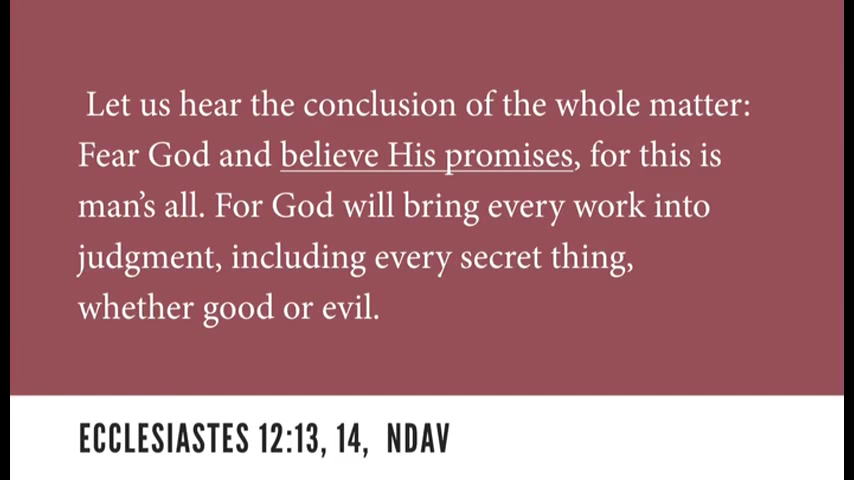 Let us hear the conclusion of the whole matter:
Fear God and believe His promises, for this is
man’s all. For God will bring every work into
judgment, including every secret thing,
whether good or evil.
ECCLESIASTES 12:13, 14, NDAV